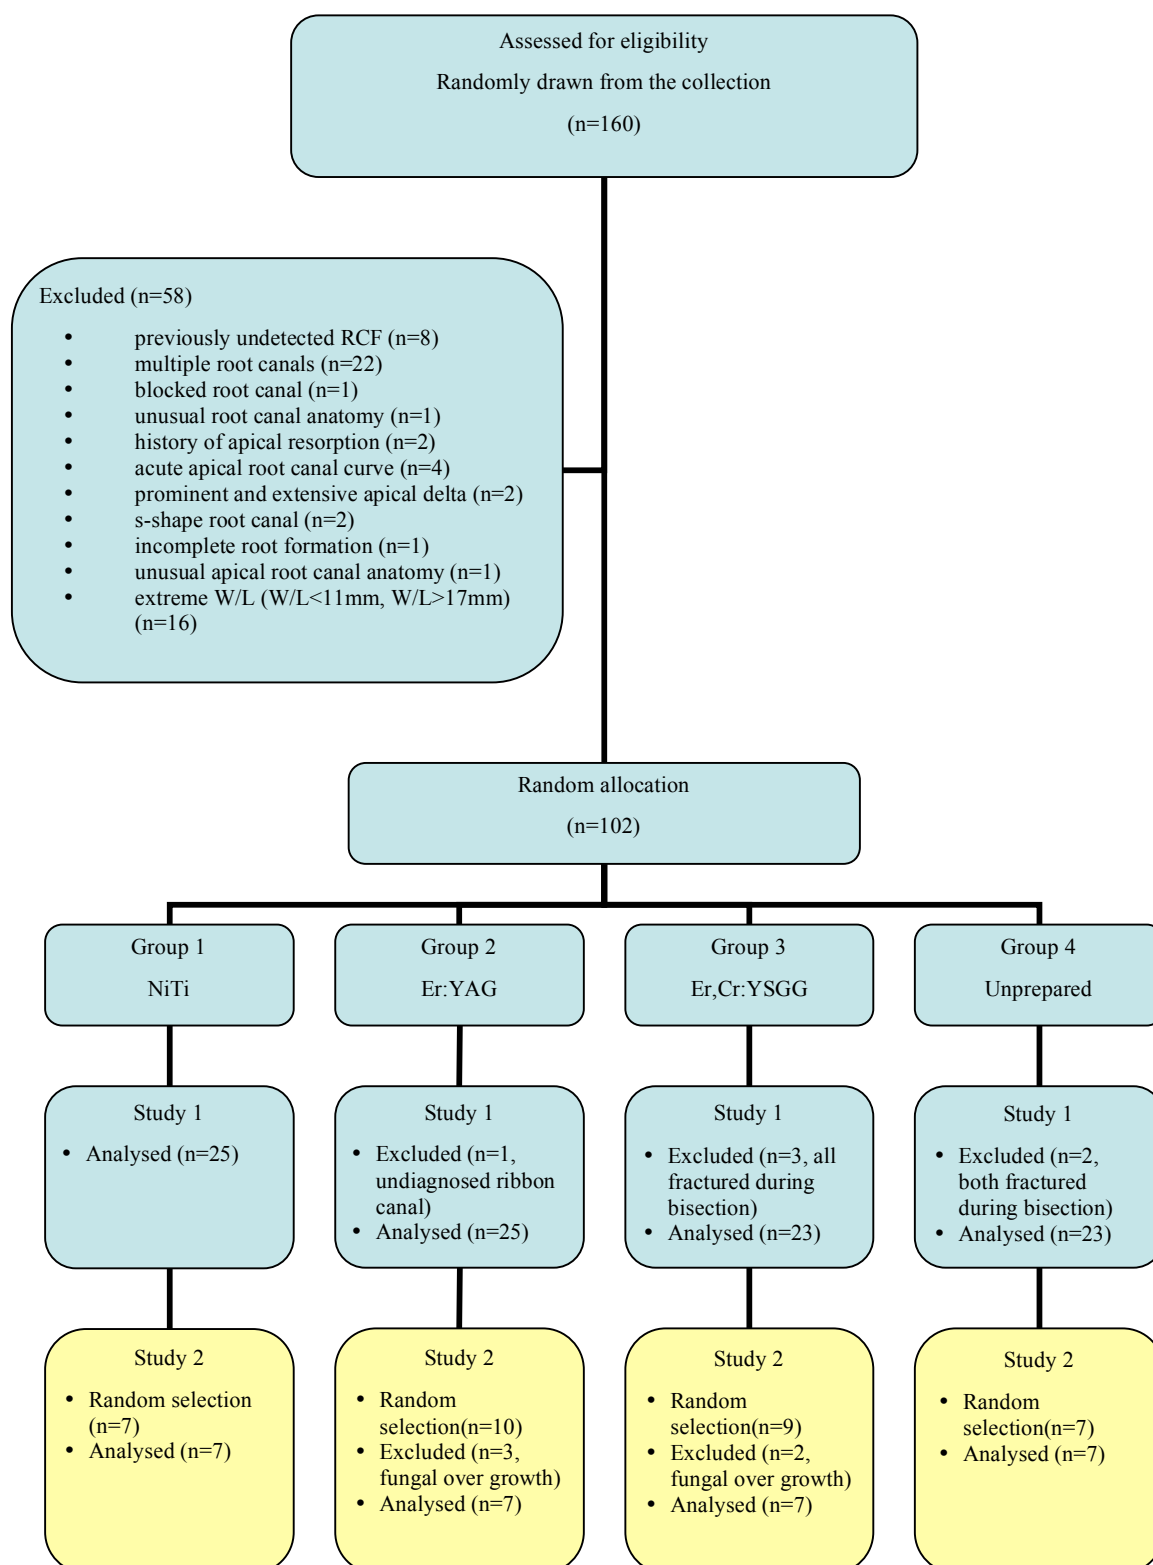 Assessed for eligibility
Randomly drawn from the collection
(n=160)
Excluded (n=58)
• previously undetected RCF (n=8)
• multiple root canals (n=22)
• blocked root canal (n=1)
• unusual root canal anatomy (n=1)
• history of apical resorption (n=2)
• acute apical root canal curve (n=4)
• prominent and extensive apical delta (n=2)
• s-shape root canal (n=2)
• incomplete root formation (n=1)
• unusual apical root canal anatomy (n=1)
• extreme W/L (W/L<11mm, W/L>17mm)
(n=16)
Random allocation
(n=102)
Group 1
NiTi
Group 2
Er:YAG
Group 3
Er,Cr:YSGG
Group 4
Unprepared
Study 1
• Analysed (n=25)
Study 1
• Excluded (n=1,
undiagnosed ribbon
canal)
• Analysed (n=25)
Study 1
• Excluded (n=3, all
fractured during
bisection)
• Analysed (n=23)
Study 1
• Excluded (n=2,
both fractured
during bisection)
• Analysed (n=23)
Study 2
• Random selection
(n=7)
• Analysed (n=7)
Study 2
• Random
selection(n=10)
• Excluded (n=3,
fungal over growth)
• Analysed (n=7)
Study 2
• Random
selection(n=9)
• Excluded (n=2,
fungal over growth)
• Analysed (n=7)
Study 2
• Random
selection(n=7)
• Analysed (n=7)